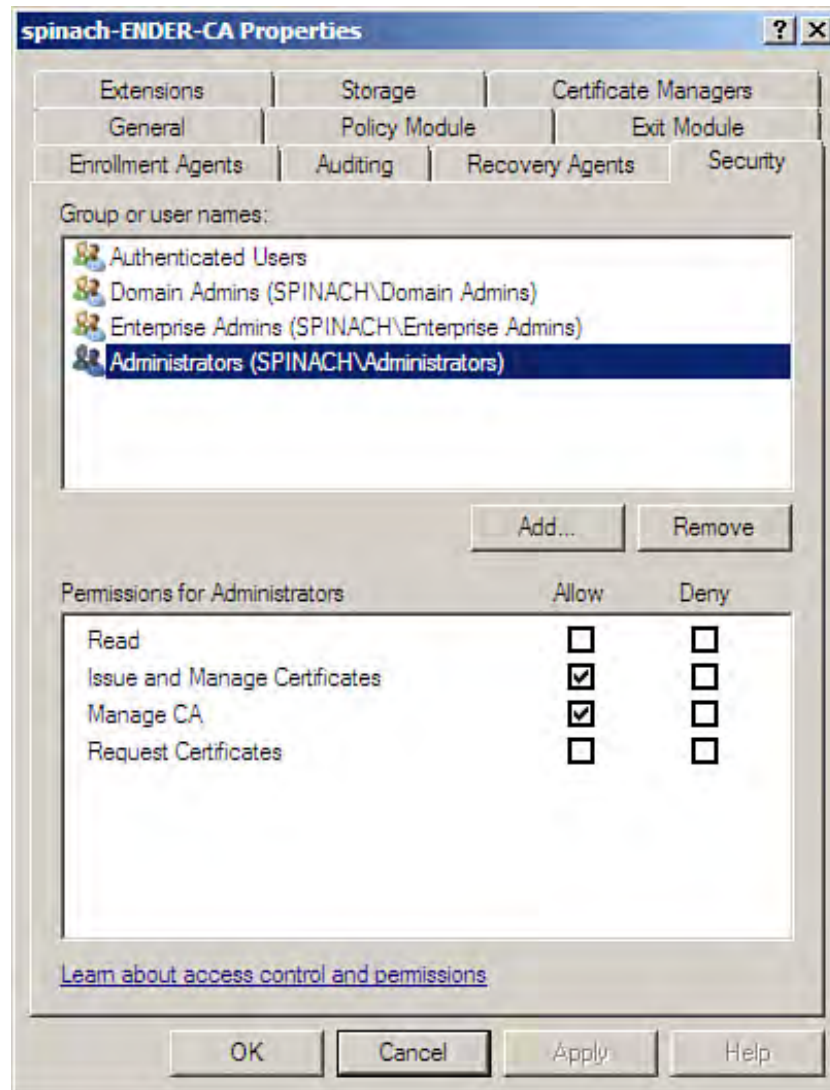 spinach-ENDER-CA Properties
Extensions Storage Certificate Managers
General Policy Module Exit Module
Enrollment Agents Auditing Recovery Agents Security
Group or user names:
Authenticated Users
Domain Admins (SPINACH\Domain Admins)
Enterprise Admins (SPINACH\Enterprise Admins)
Administrators (SPINACH\Administrators)
Add... Remove
Permissions for Administrators Allow Deny
Read
Issue and Manage Certificates
Manage CA
Request Certificates
Learn about access control and permissions
OK Cancel Apply Help